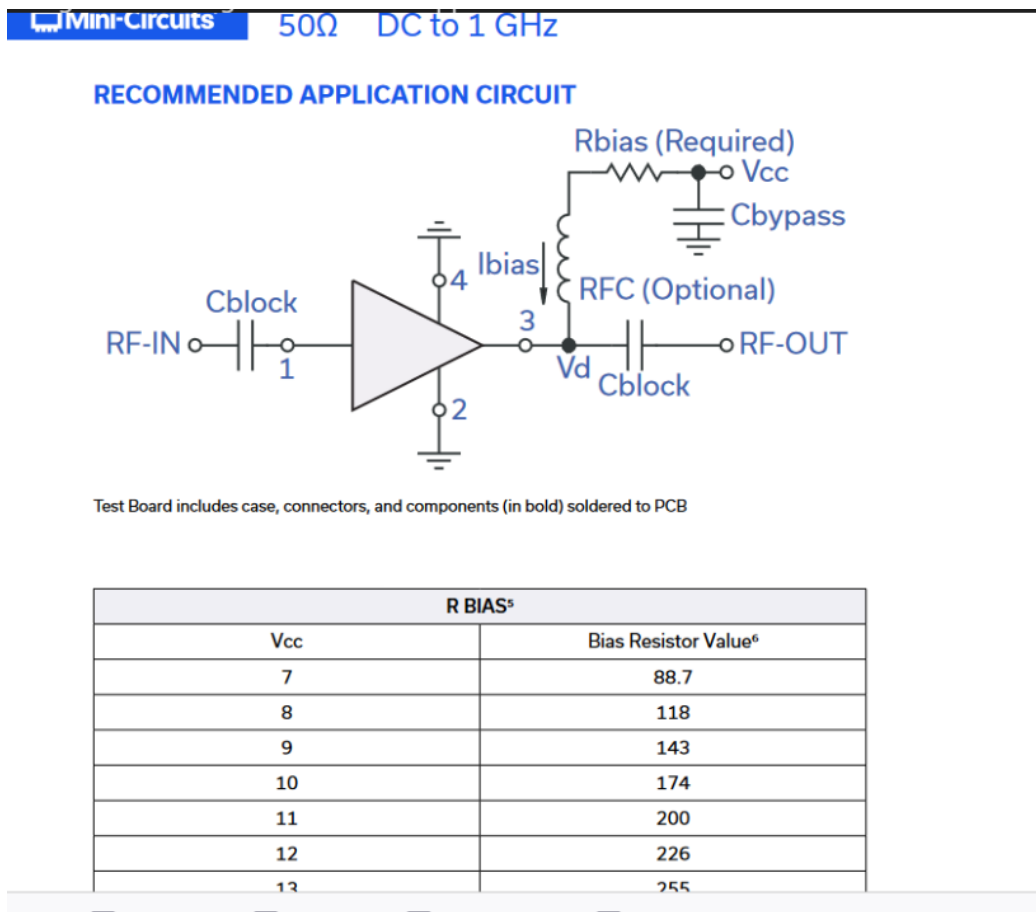 Mini-Circuits 50Ω DC to 1 GHz
RECOMMENDED APPLICATION CIRCUIT
Rbias (Required)
Vcc
Cbypass
Ibias
4
RFC (Optional)
Cblock
3
RF-IN
RF-OUT
1
Vd
Cblock
2
Test Board includes case, connectors, and components (in bold) soldered to PCB
R BIAS⁵
Vcc Bias Resistor Value⁶
7 88.7
8 118
9 143
10 174
11 200
12 226
13 255